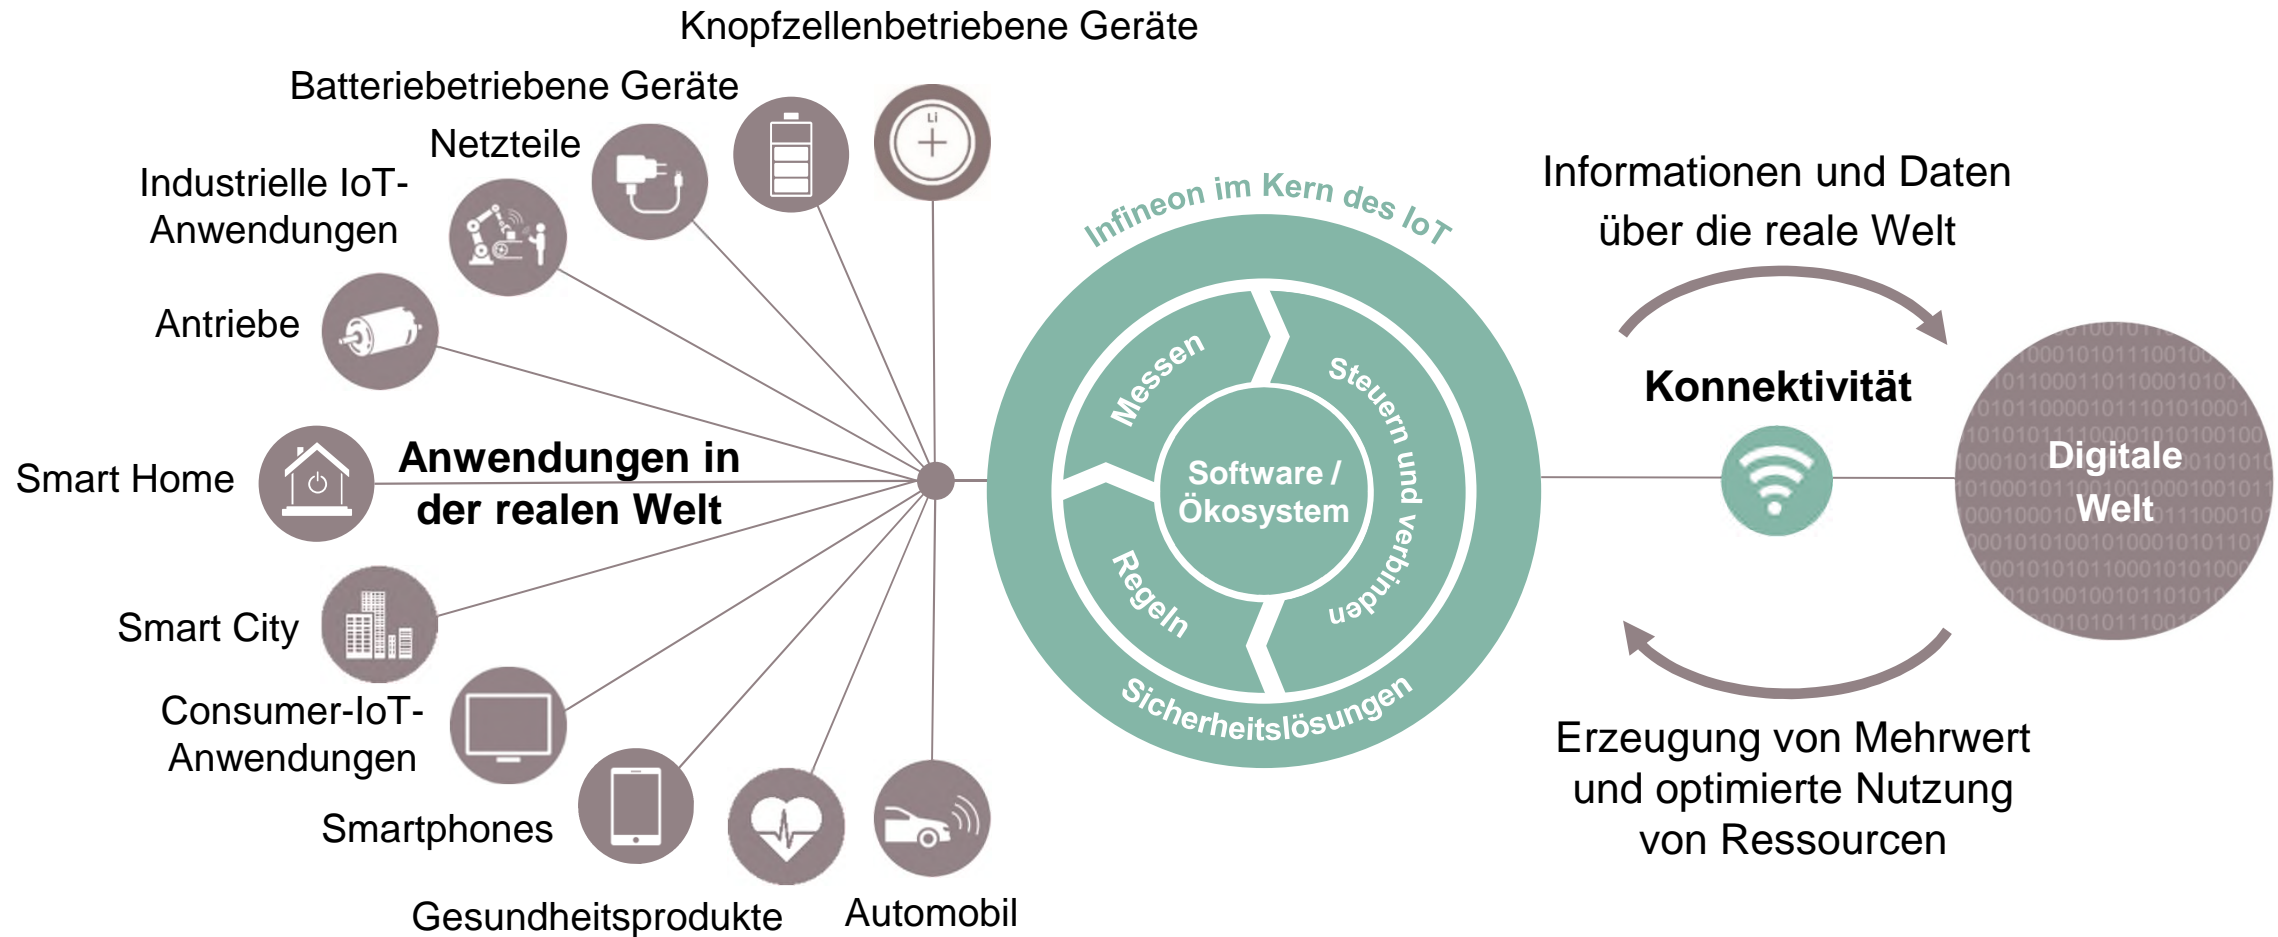 Knopfzellenbetriebene Geräte
Batteriebetriebene Geräte
Netzteile
Industrielle IoT-
Anwendungen
Antriebe
Smart Home
Smart City
Consumer-IoT-
Anwendungen
Smartphones
Gesundheitsprodukte
Automobil
Li
Anwendungen in
der realen Welt
Infineon im Kern des IoT
Messen
Steuern und verbinden
Regeln
Software /
Ökosystem
Sicherheitslösungen
Informationen und Daten
über die reale Welt
Konnektivität
Digitale
Welt
Erzeugung von Mehrwert
und optimierte Nutzung
von Ressourcen